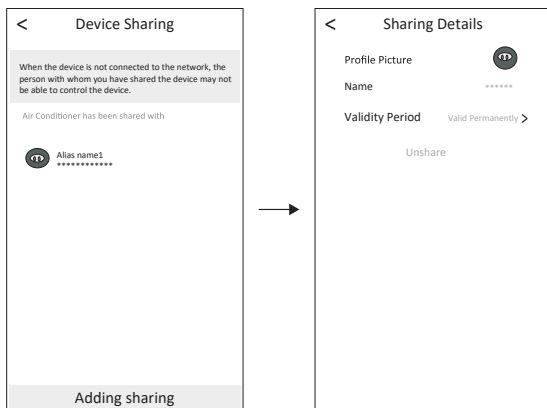 < Device Sharing
When the device is not connected to the network, the
person with whom you have shared the device may not
be able to control the device.
Air Conditioner has been shared with
Alias name1
************
Adding sharing
< Sharing Details
Profile Picture
Name ******
Validity Period Valid Permanently >
Unshare